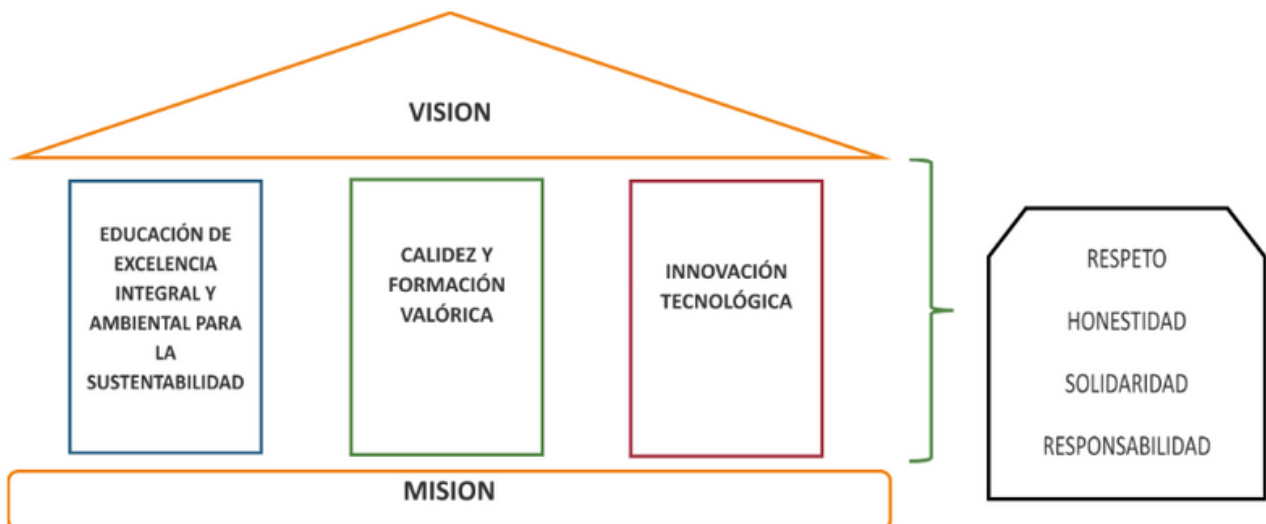 VISION
EDUCACIÓN DE
EXCELENCIA
INTEGRAL Y
AMBIENTAL PARA
LA
SUSTENTABILIDAD
CALIDEZ Y
FORMACIÓN
VALÓRICA
INNOVACIÓN
TECNOLÓGICA
RESPETO
HONESTIDAD
SOLIDARIDAD
RESPONSABILIDAD
MISION